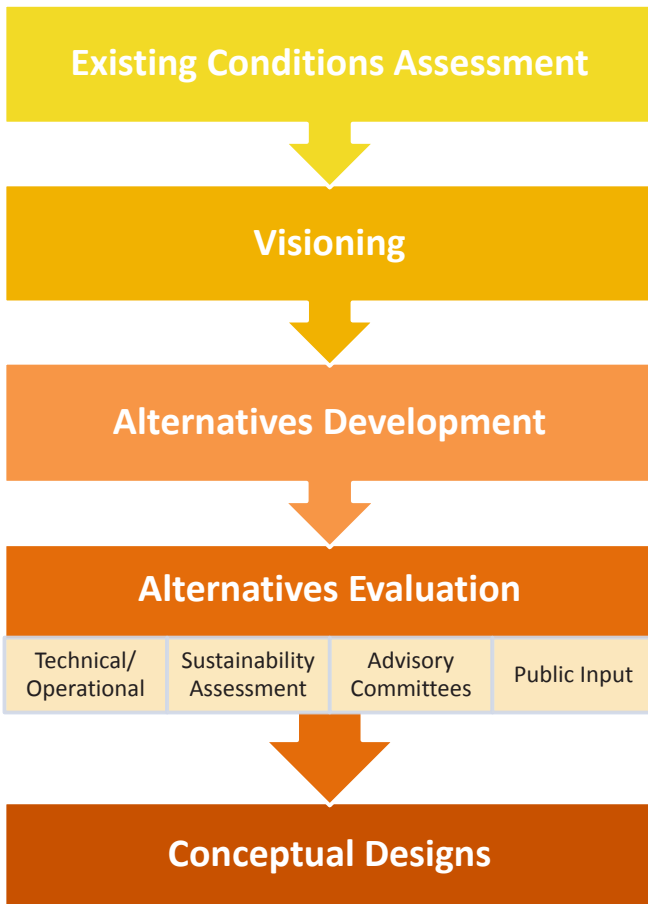 Existing Conditions Assessment
Visioning
Alternatives Development
Alternatives Evaluation
Technical/
Operational
Sustainability
Assessment
Advisory
Committees
Public Input
Conceptual Designs